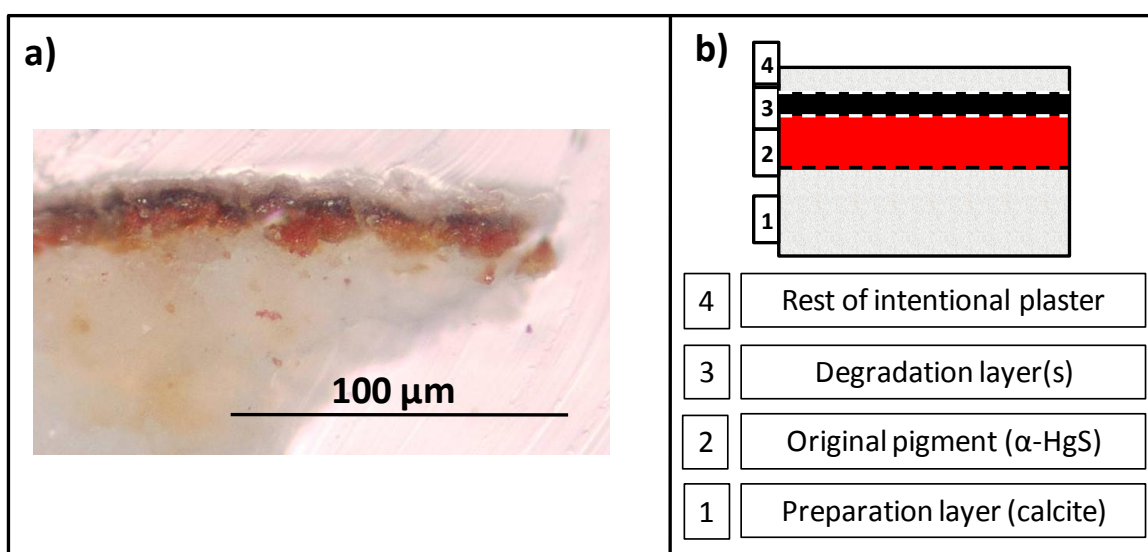 a)
100 µm
b)
4
3
2
1
4 Rest of intentional plaster
3 Degradation layer(s)
2 Original pigment (α-HgS)
1 Preparation layer (calcite)